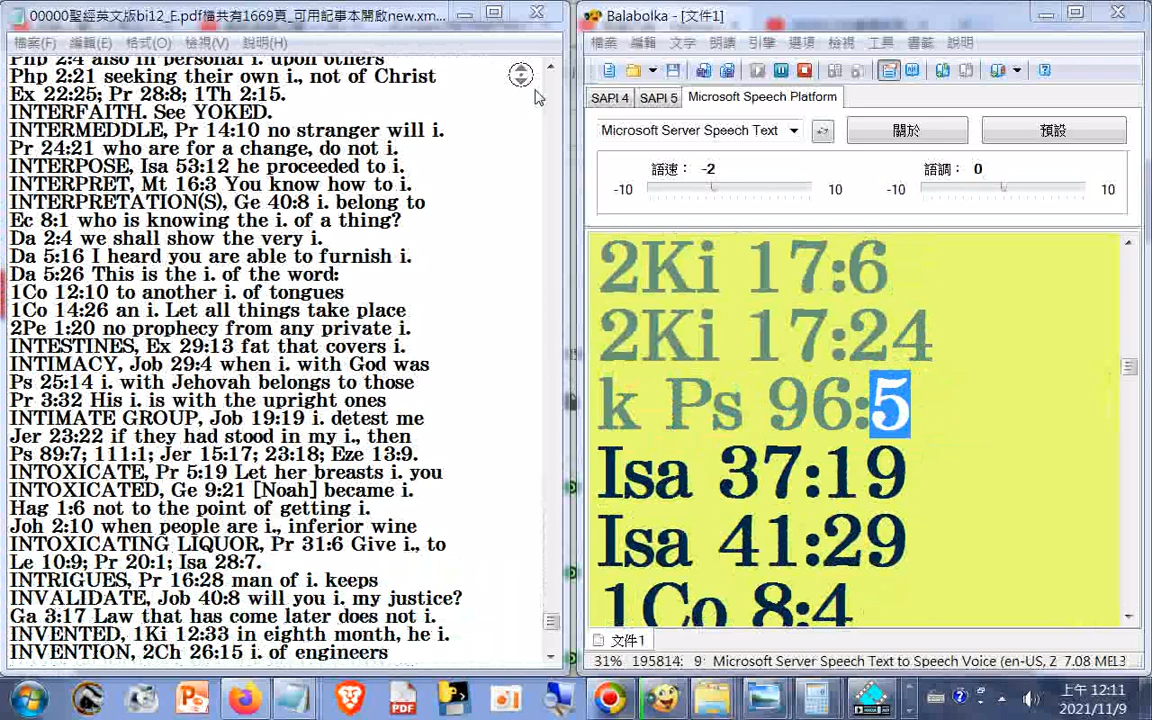 00000聖經英文版bi12_E.pdf檔共有1669頁_可用記事本開啟new.xm...
檔案(F) 編輯(E) 格式(O) 檢視(V) 說明(H)
Php 2:4 also in personal i. upon others
Php 2:21 seeking their own i., not of Christ
Ex 22:25; Pr 28:8; 1Th 2:15.
INTERFAITH. See YOKED.
INTERMEDDLE, Pr 14:10 no stranger will i.
Pr 24:21 who are for a change, do not i.
INTERPOSE, Isa 53:12 he proceeded to i.
INTERPRET, Mt 16:3 You know how to i.
INTERPRETATION(S), Ge 40:8 i. belong to
Ec 8:1 who is knowing the i. of a thing?
Da 2:4 we shall show the very i.
Da 5:16 I heard you are able to furnish i.
Da 5:26 This is the i. of the word:
1Co 12:10 to another i. of tongues
1Co 14:26 an i. Let all things take place
2Pe 1:20 no prophecy from any private i.
INTESTINES, Ex 29:13 fat that covers i.
INTIMACY, Job 29:4 when i. with God was
Ps 25:14 i. with Jehovah belongs to those
Pr 3:32 His i. is with the upright ones
INTIMATE GROUP, Job 19:19 i. detest me
Jer 23:22 if they had stood in my i., then
Ps 89:7; 111:1; Jer 15:17; 23:18; Eze 13:9.
INTOXICATE, Pr 5:19 Let her breasts i. you
INTOXICATED, Ge 9:21 [Noah] became i.
Hag 1:6 not to the point of getting i.
Joh 2:10 when people are i., inferior wine
INTOXICATING LIQUOR, Pr 31:6 Give i., to
Le 10:9; Pr 20:1; Isa 28:7.
INTRIGUES, Pr 16:28 man of i. keeps
INVALIDATE, Job 40:8 will you i. my justice?
Ga 3:17 Law that has come later does not i.
INVENTED, 1Ki 12:33 in eighth month, he i.
INVENTION, 2Ch 26:15 i. of engineers
Balabolka - [文件1]
檔案 編輯 文字 朗讀 引擎 選項 檢視 工具 書籤 說明
SAPI 4 SAPI 5 Microsoft Speech Platform
Microsoft Server Speech Text 關於 預設
語速： -2 語調： 0
-10 10 -10 10
2Ki 17:6
2Ki 17:24
k Ps 96:5
Isa 37:19
Isa 41:29
1Co 8:4
文件1
31% 195814: 9 Microsoft Server Speech Text to Speech Voice (en-US, Z 7.08 MB
PDF
上午 12:11
2021/11/9